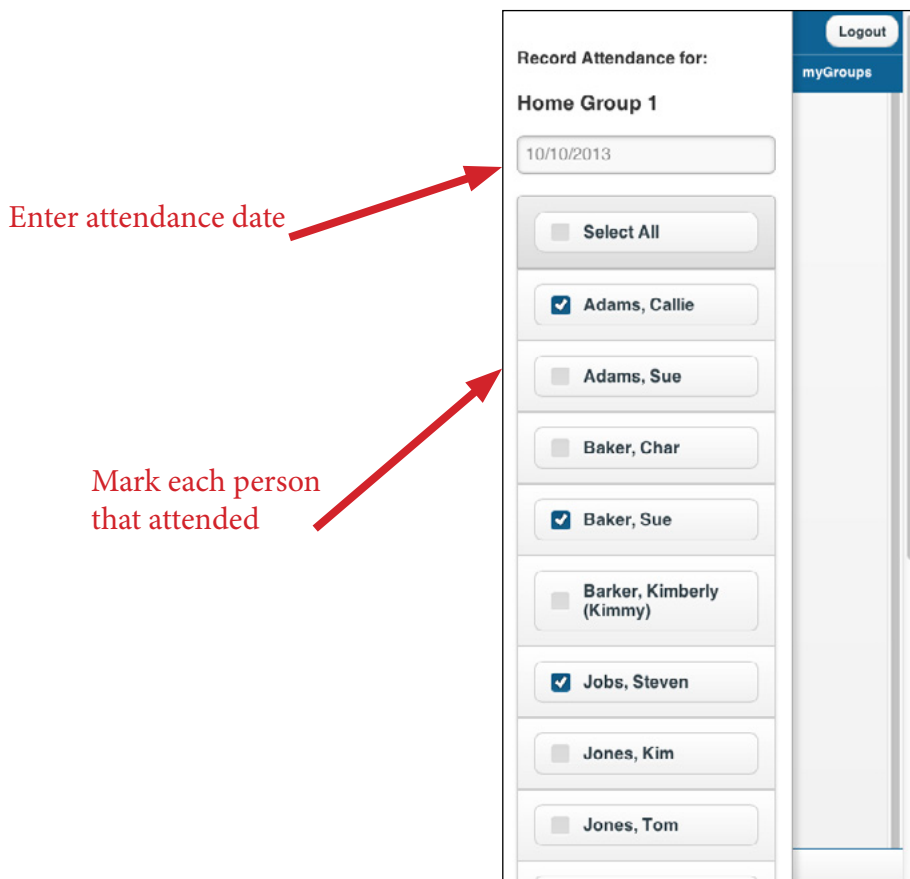 Logout
myGroups
Record Attendance for:
Home Group 1
10/10/2013
Enter attendance date
Select All
Adams, Callie
Adams, Sue
Baker, Char
Mark each person
that attended
Baker, Sue
Barker, Kimberly
(Kimmy)
Jobs, Steven
Jones, Kim
Jones, Tom